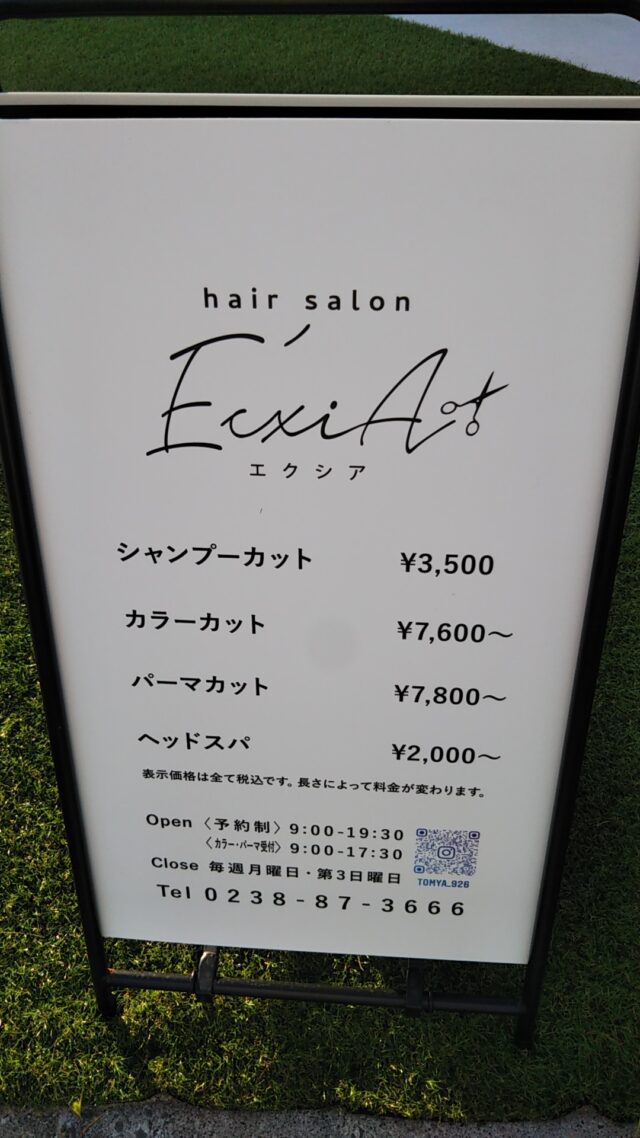 hair salon
E'cxiA
エクシア
シャンプーカット ¥3,500
カラーカット ¥7,600～
パーマカット ¥7,800～
ヘッドスパ ¥2,000～
表示価格は全て税込です。長さによって料金が変わります。
Open 〈予約制〉9:00-19:30
〈カラー・パーマ受付〉9:00-17:30
Close 毎週月曜日・第3日曜日
TOMYA_926
Tel 0238-87-3666